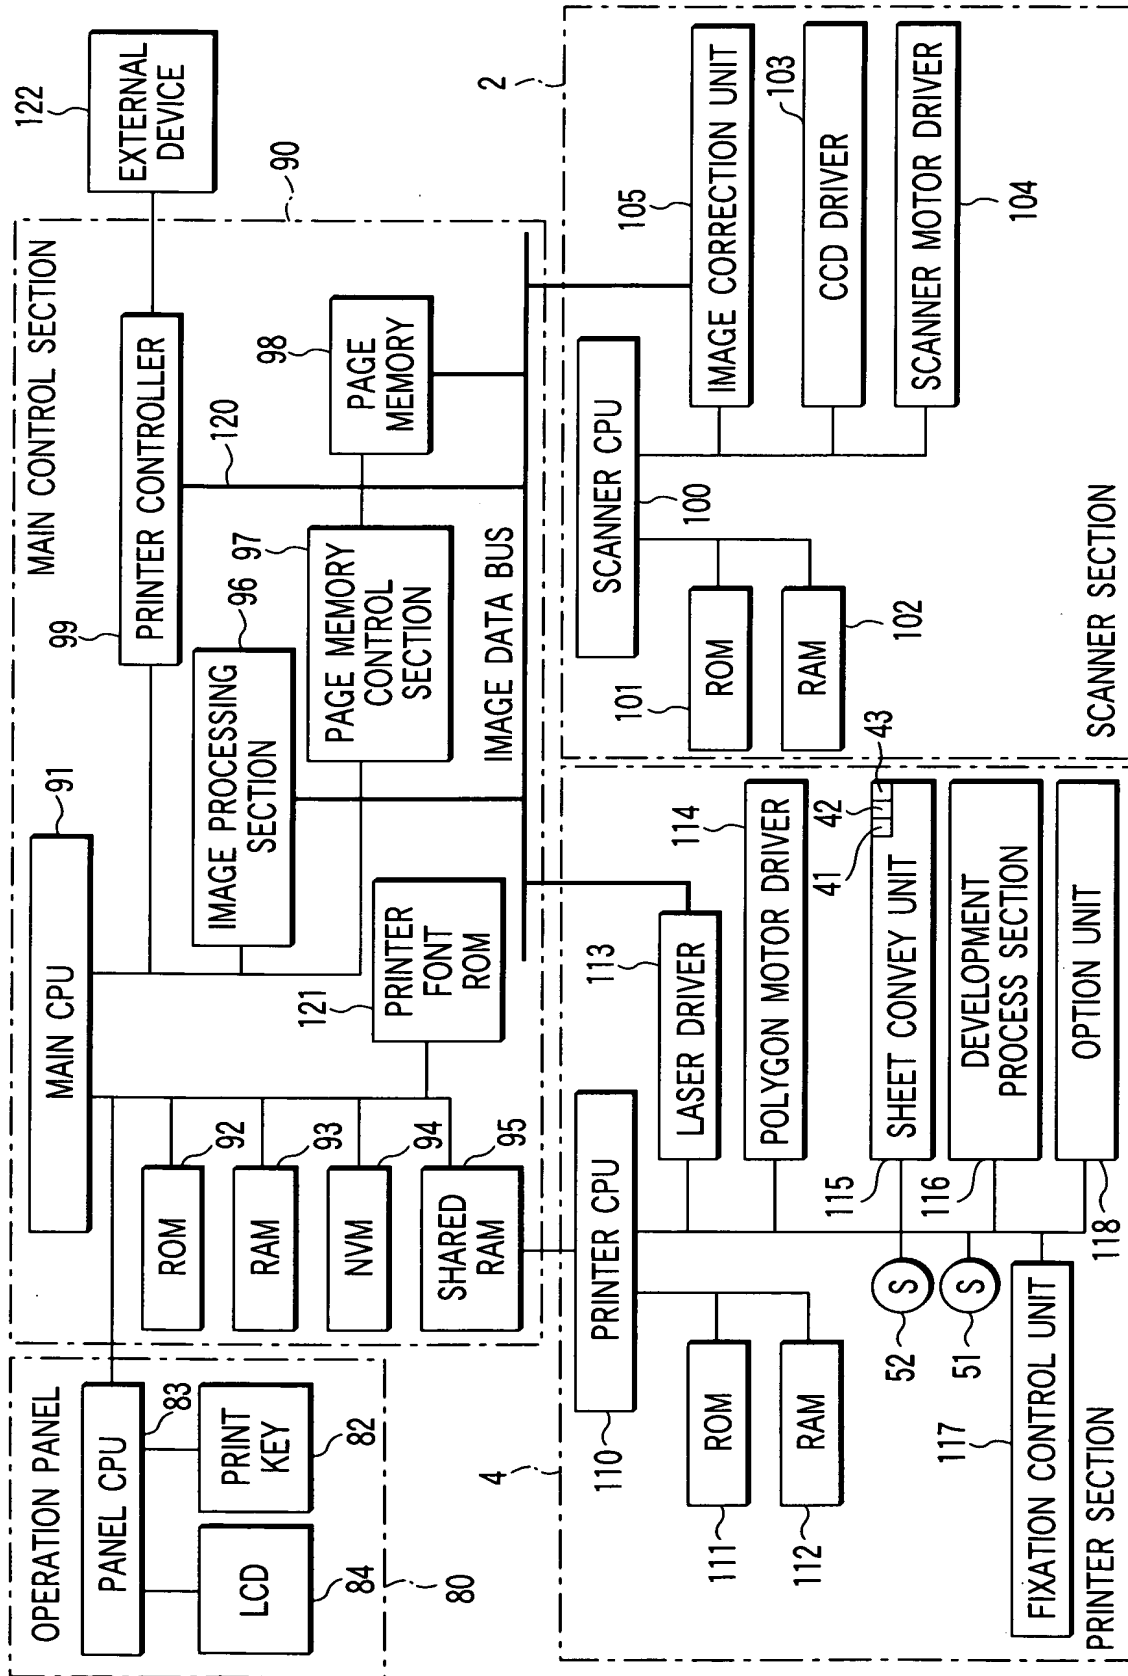 OPERATION PANEL
PANEL CPU
83
PRINT
KEY
82
LCD
84
80
MAIN CONTROL SECTION
90
MAIN CPU
91
ROM
92
RAM
93
NVM
94
SHARED
RAM
95
PRINTER
FONT
ROM
121
IMAGE PROCESSING
SECTION
96
PAGE MEMORY
CONTROL
SECTION
97
PAGE
MEMORY
98
PRINTER CONTROLLER
99
120
IMAGE DATA BUS
EXTERNAL
DEVICE
122
4
PRINTER CPU
110
ROM
111
RAM
112
LASER DRIVER
113
POLYGON MOTOR DRIVER
114
SHEET CONVEY UNIT
115
41
42
43
DEVELOPMENT
PROCESS SECTION
116
OPTION UNIT
118
S
52
S
51
FIXATION CONTROL UNIT
117
PRINTER SECTION
2
SCANNER CPU
100
ROM
101
RAM
102
IMAGE CORRECTION UNIT
105
CCD DRIVER
103
SCANNER MOTOR DRIVER
104
SCANNER SECTION